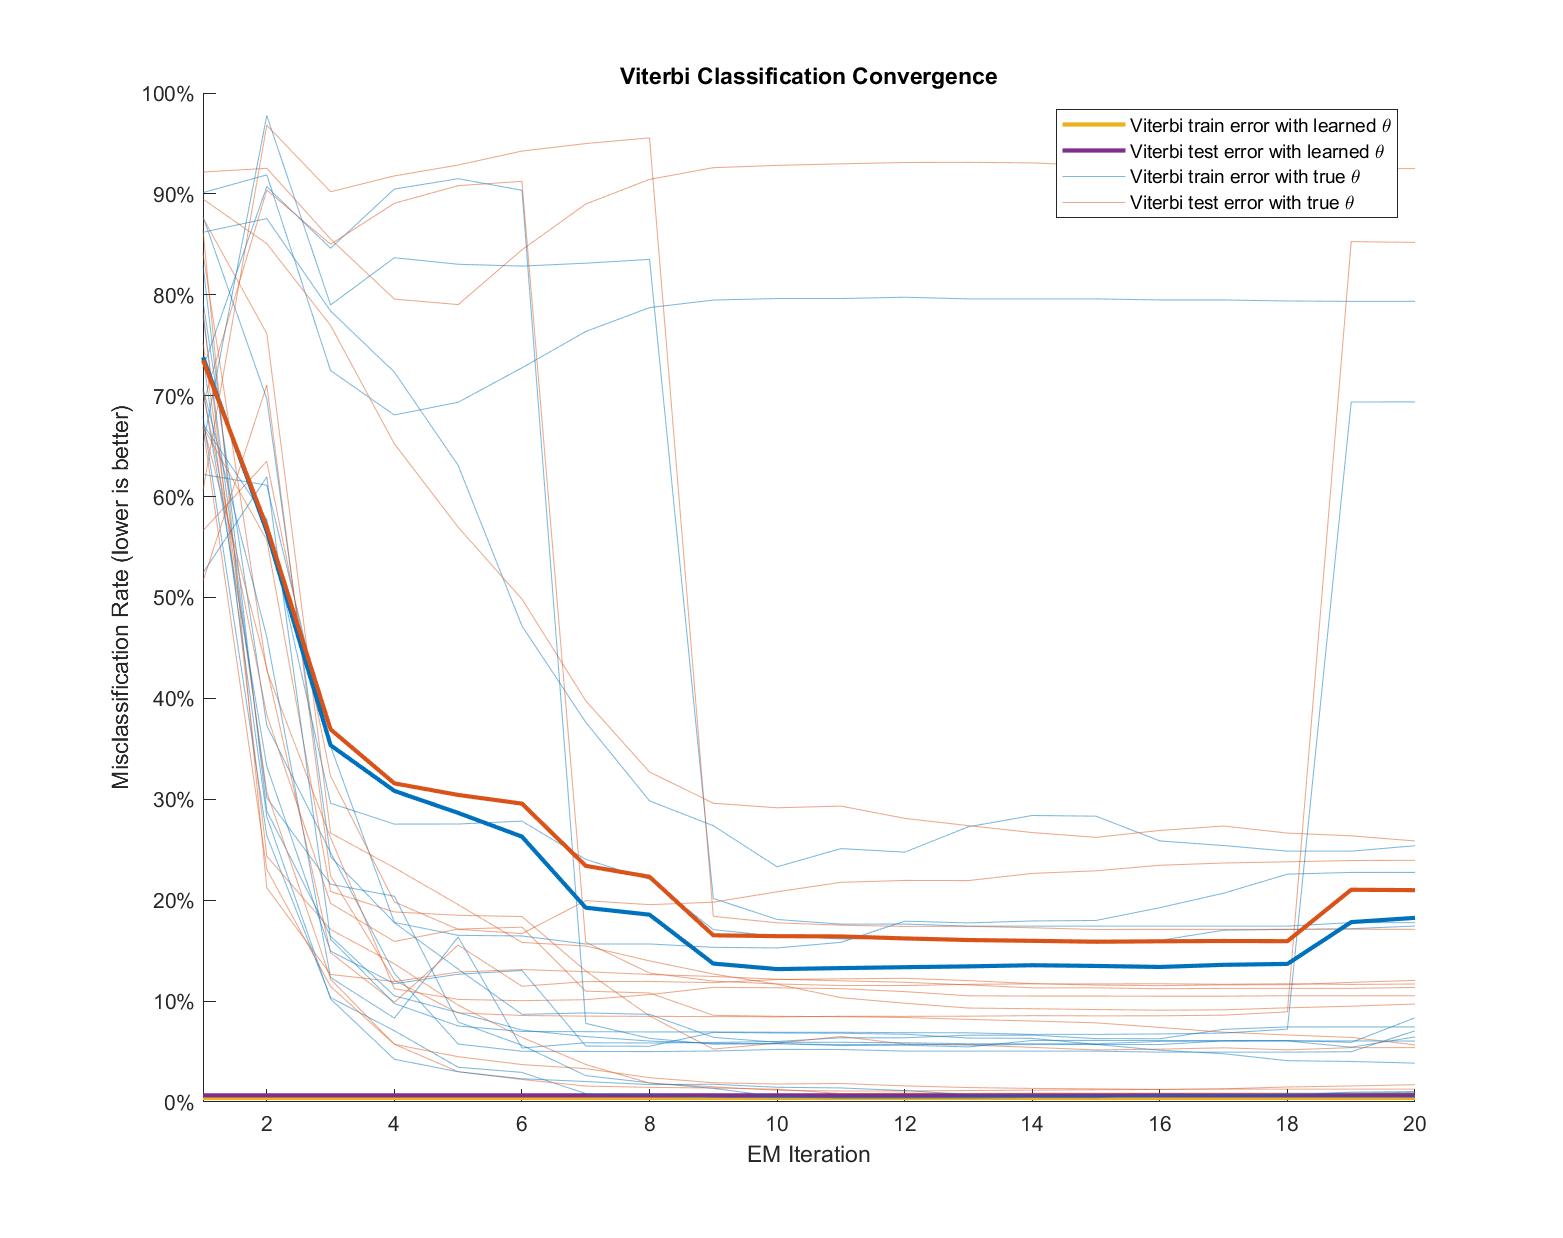 Viterbi Classification Convergence
Viterbi train error with learned θ
Viterbi test error with learned θ
Viterbi train error with true θ
Viterbi test error with true θ
Misclassification Rate (lower is better)
100%
90%
80%
70%
60%
50%
40%
30%
20%
10%
0%
2 4 6 8 10 12 14 16 18 20
EM Iteration